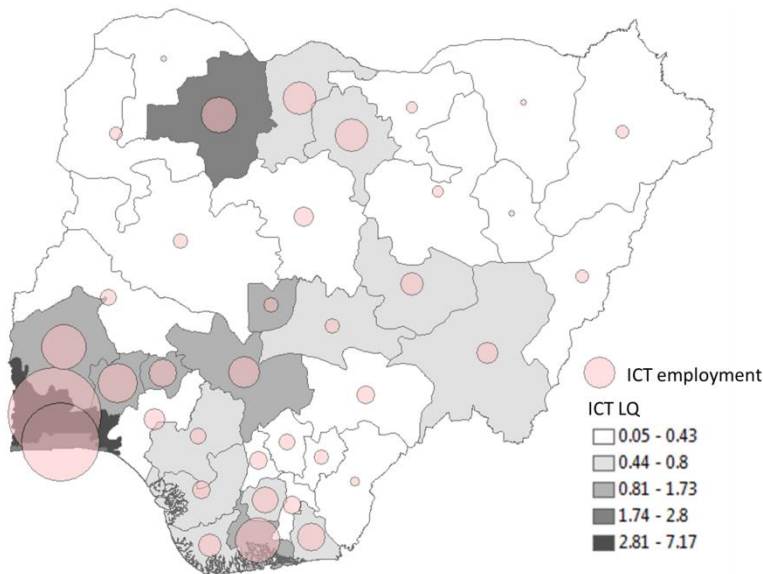 ICT employment
ICT LQ
0.05 - 0.43
0.44 - 0.8
0.81 - 1.73
1.74 - 2.8
2.81 - 7.17